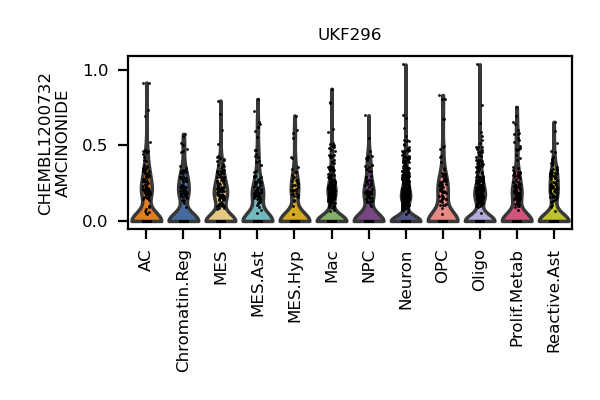 UKF296
CHEMBL1200732
AMCINONIDE
1.0
0.5
0.0
AC
Chromatin.Reg
MES
MES.Ast
MES.Hyp
Mac
NPC
Neuron
OPC
Oligo
Prolif.Metab
Reactive.Ast